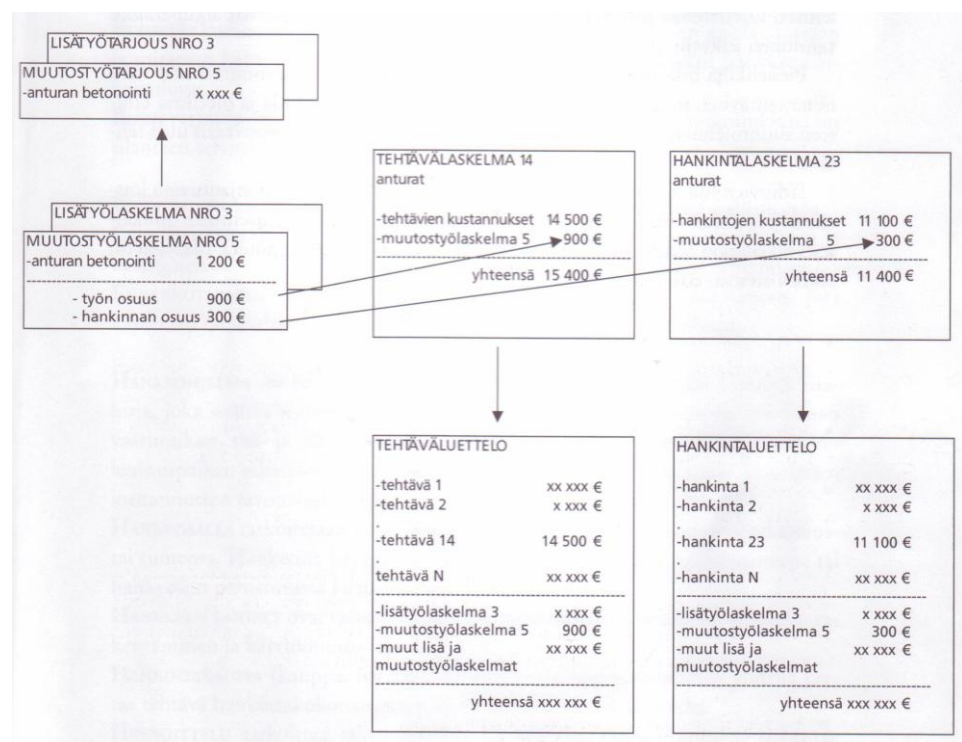 LISÄTYÖTARJOUS NRO 3
MUUTOSTYÖTARJOUS NRO 5
-anturan betonointi x xxx €
LISÄTYÖLASKELMA NRO 3
MUUTOSTYÖLASKELMA NRO 5
-anturan betonointi 1 200 €
- työn osuus 900 €
- hankinnan osuus 300 €
TEHTÄVÄLASKELMA 14
anturat
-tehtävien kustannukset 14 500 €
-muutostyölaskelma 5 900 €
yhteensä 15 400 €
HANKINTALASKELMA 23
anturat
-hankintojen kustannukset 11 100 €
-muutostyölaskelma 5 300 €
yhteensä 11 400 €
TEHTÄVÄLUETTELO
-tehtävä 1 xx xxx €
-tehtävä 2 x xxx €
.
-tehtävä 14 14 500 €
.
tehtävä N xx xxx €
-lisätyölaskelma 3 x xxx €
-muutostyölaskelma 5 900 €
-muut lisä ja xx xxx €
muutostyölaskelmat
yhteensä xxx xxx €
HANKINTALUETTELO
-hankinta 1 xx xxx €
-hankinta 2 x xxx €
.
-hankinta 23 11 100 €
.
-hankinta N xx xxx €
-lisätyölaskelma 3 x xxx €
-muutostyölaskelma 5 300 €
-muut lisä ja xx xxx €
muutostyölaskelmat
yhteensä xxx xxx €